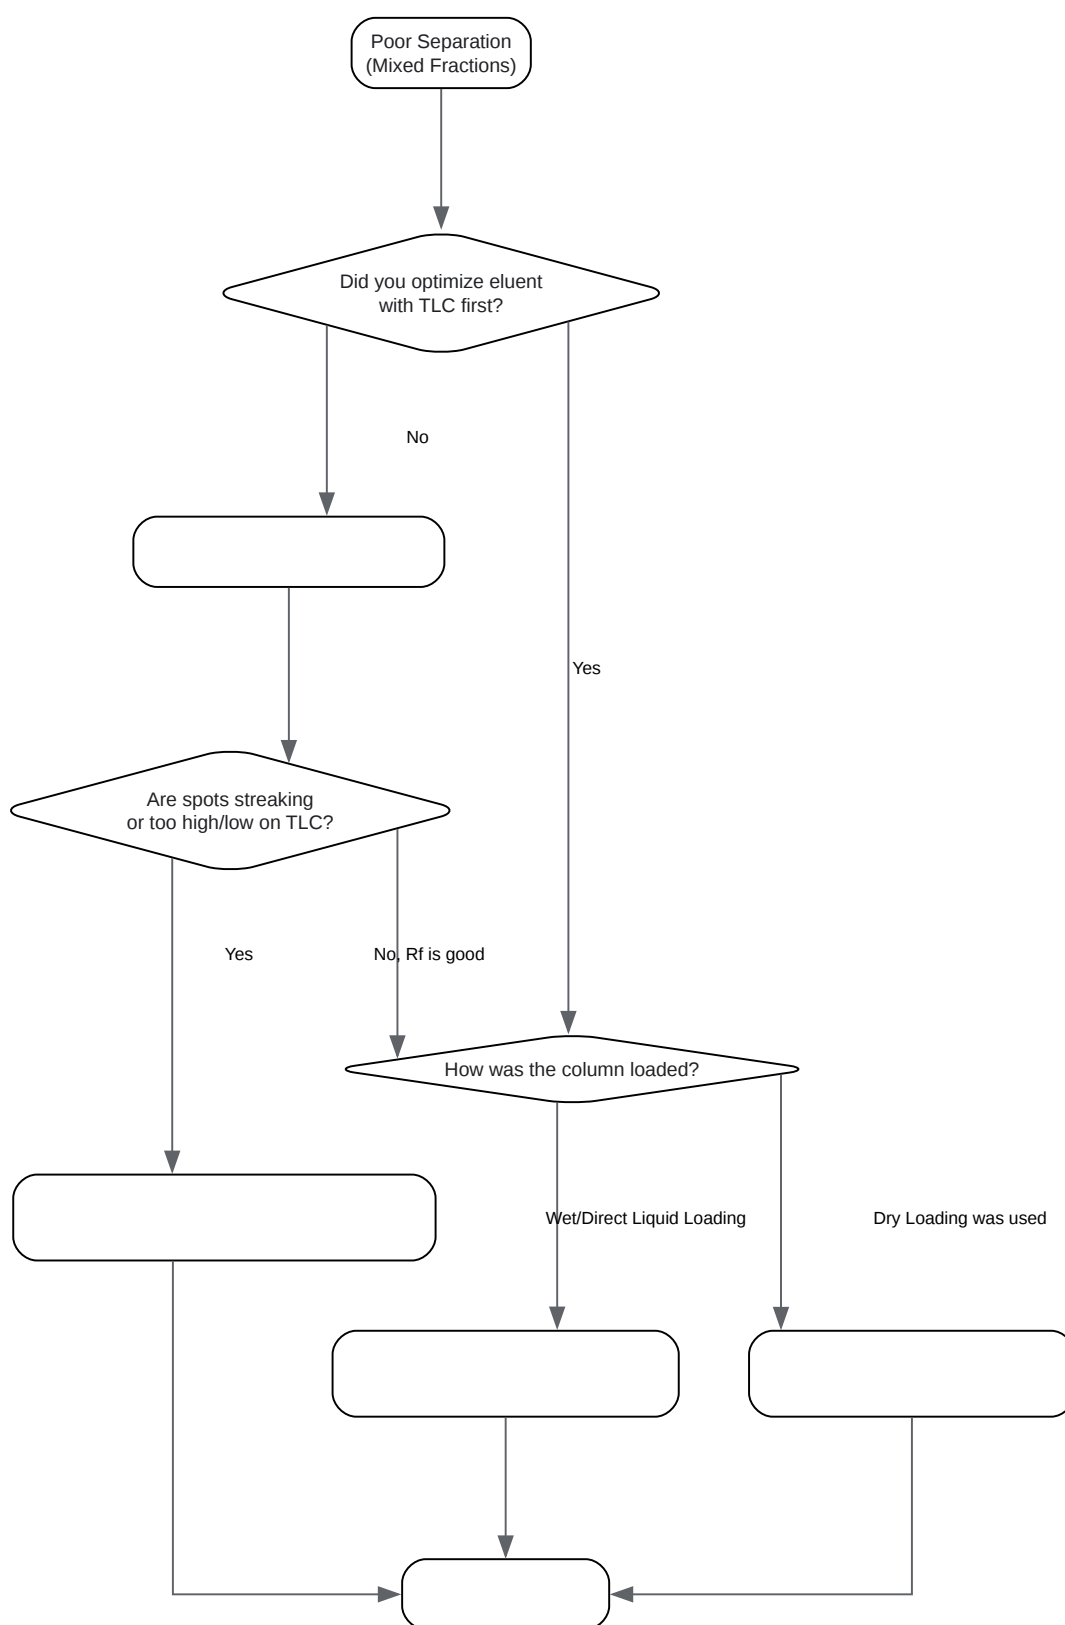 Poor Separation
(Mixed Fractions)
Did you optimize eluent
with TLC first?
No
Yes
Are spots streaking
or too high/low on TLC?
Yes
No, Rf is good
How was the column loaded?
Wet/Direct Liquid Loading
Dry Loading was used